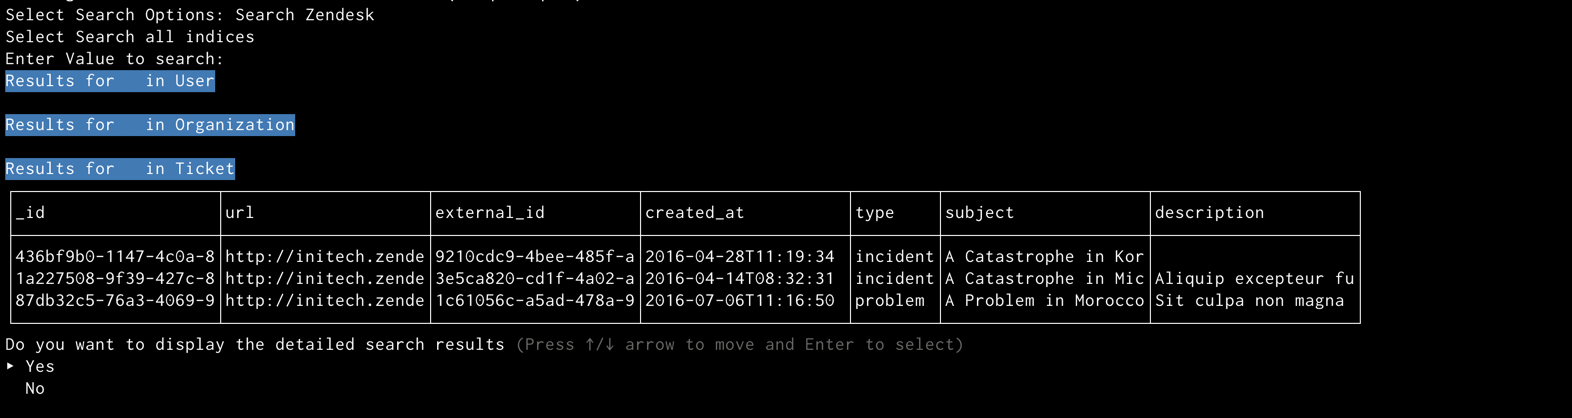 Select Search Options: Search Zendesk
Select Search all indices
Enter Value to search:
Results for   in User
Results for   in Organization
Results for   in Ticket
_id url external_id created_at type subject description
436bf9b0-1147-4c0a-8 http://initech.zende 9210cdc9-4bee-485f-a 2016-04-28T11:19:34 incident A Catastrophe in Kor
1a227508-9f39-427c-8 http://initech.zende 3e5ca820-cd1f-4a02-a 2016-04-14T08:32:31 incident A Catastrophe in Mic Aliquip excepteur fu
87db32c5-76a3-4069-9 http://initech.zende 1c61056c-a5ad-478a-9 2016-07-06T11:16:50 problem A Problem in Morocco Sit culpa non magna
Do you want to display the detailed search results (Press ↑/↓ arrow to move and Enter to select)
‣ Yes
No